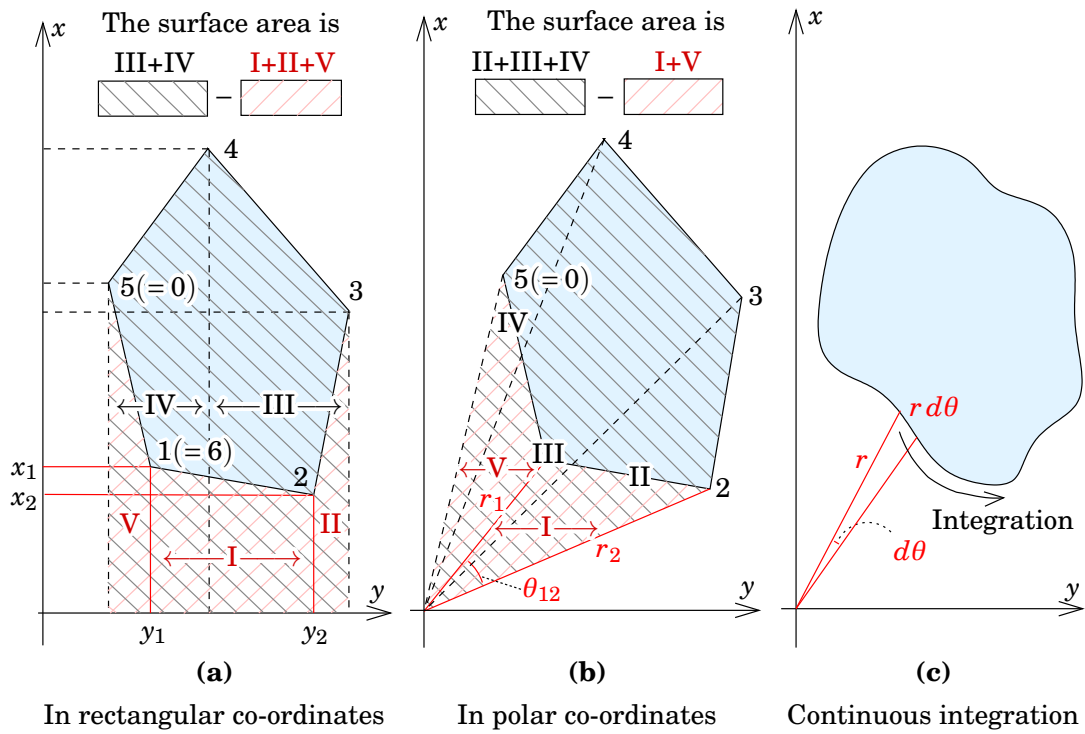 The surface area is
III+IV
I+II+V
−
x
4
5(=0)
3
IV
III
1(=6)
2
x1
x2
V
II
I
y
y1
y2
(a)
In rectangular co-ordinates
The surface area is
II+III+IV
I+V
−
x
4
5(=0)
3
IV
III
V
II
2
r1
I
r2
θ12
y
(b)
In polar co-ordinates
x
r dθ
r
Integration
dθ
y
(c)
Continuous integration